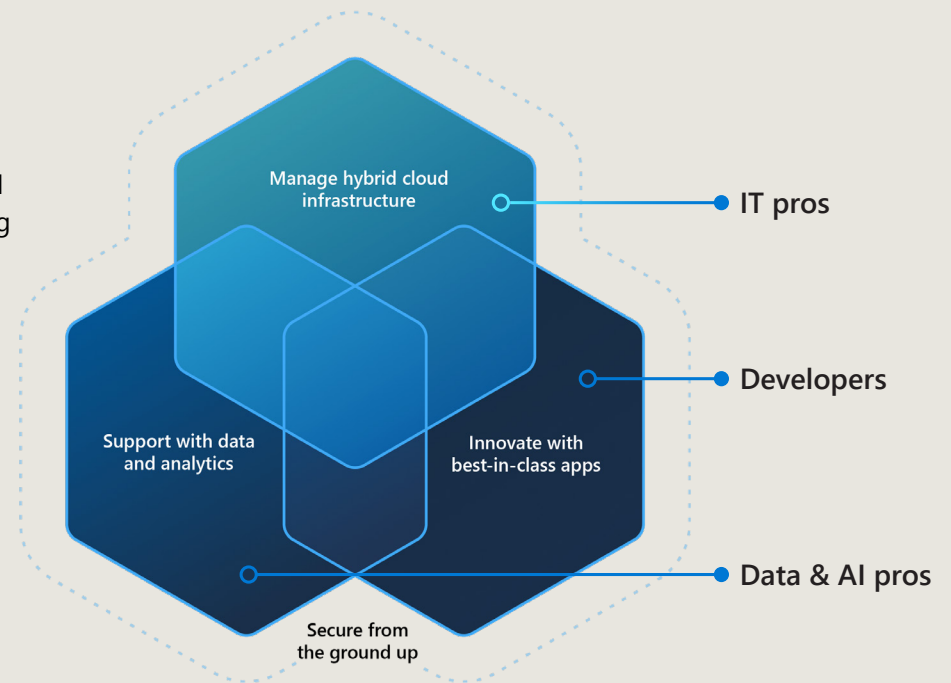 Manage hybrid cloud
infrastructure
IT pros
Developers
Support with data
and analytics
Innovate with
best-in-class apps
Data & AI pros
Secure from
the ground up